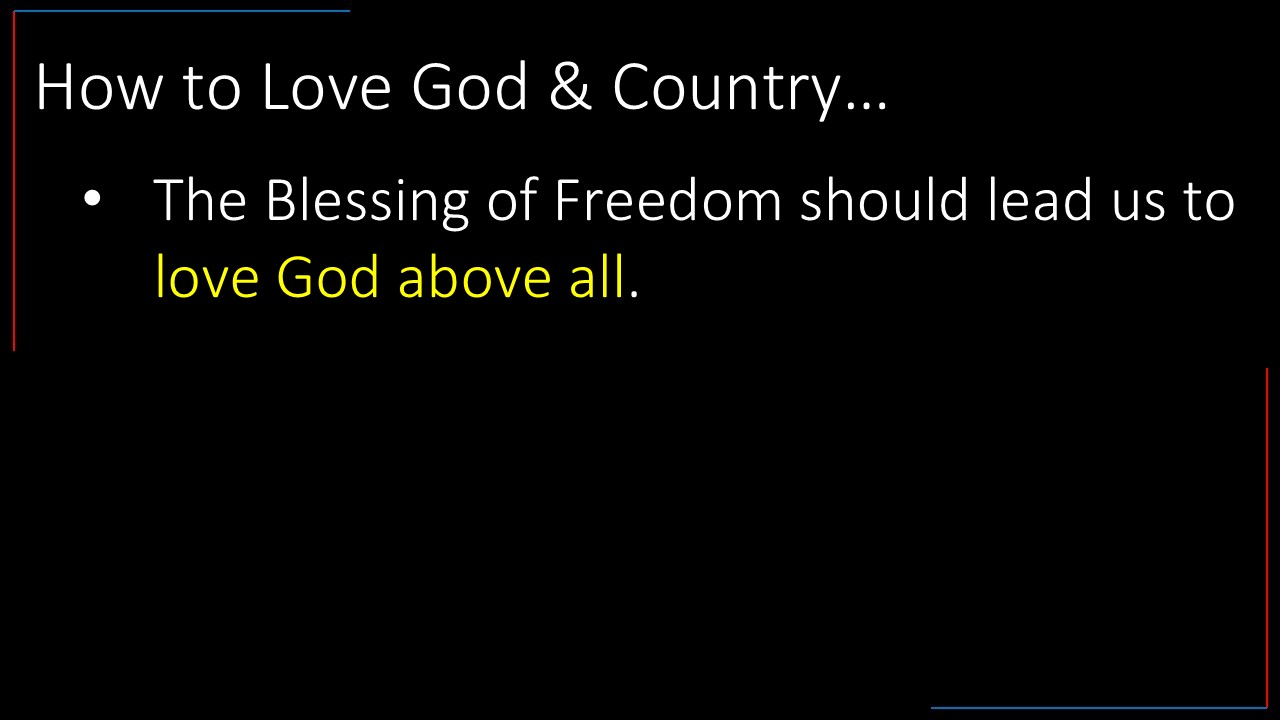 How to Love God & Country…
• The Blessing of Freedom should lead us to
love God above all.